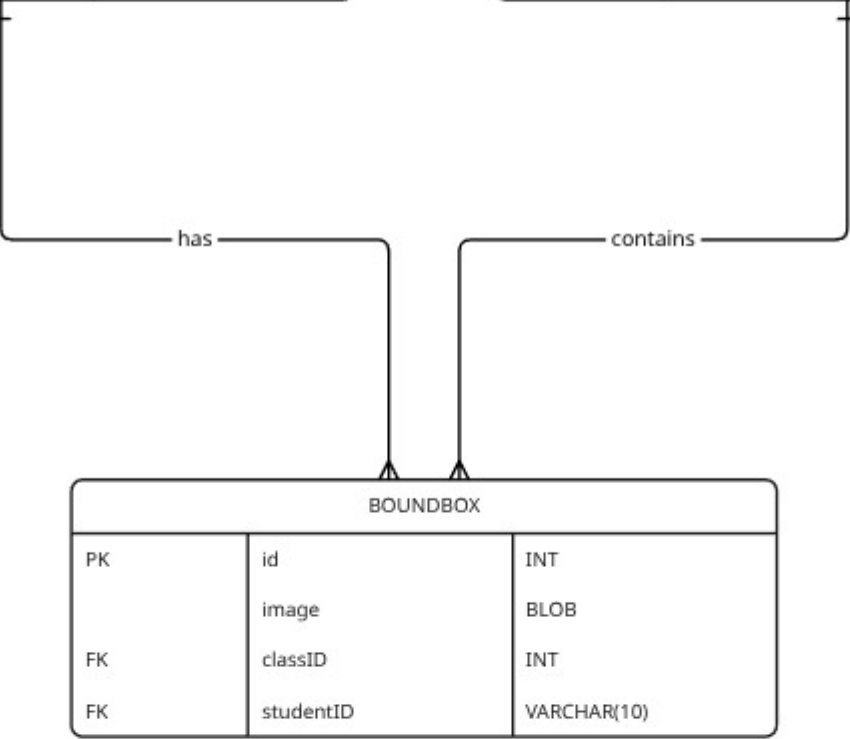 has
contains
BOUNDBOX
PK id INT
image BLOB
FK classID INT
FK studentID VARCHAR(10)